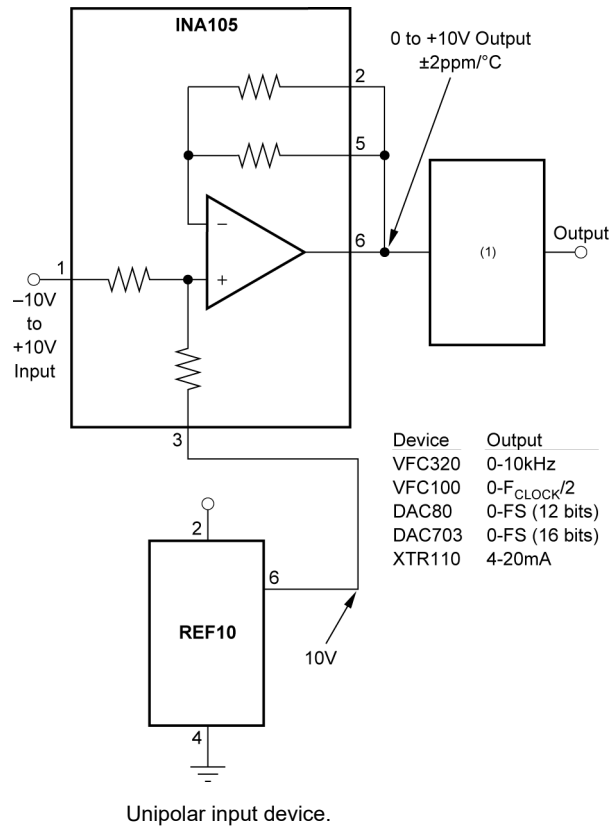 INA105
0 to +10V Output
±2ppm/°C
2
5
6
1
−
+
–10V
to
+10V
Input
(1)
Output
3
Device Output
VFC320 0-10kHz
VFC100 0-FCLOCK/2
DAC80 0-FS (12 bits)
DAC703 0-FS (16 bits)
XTR110 4-20mA
2
6
REF10
10V
4
Unipolar input device.